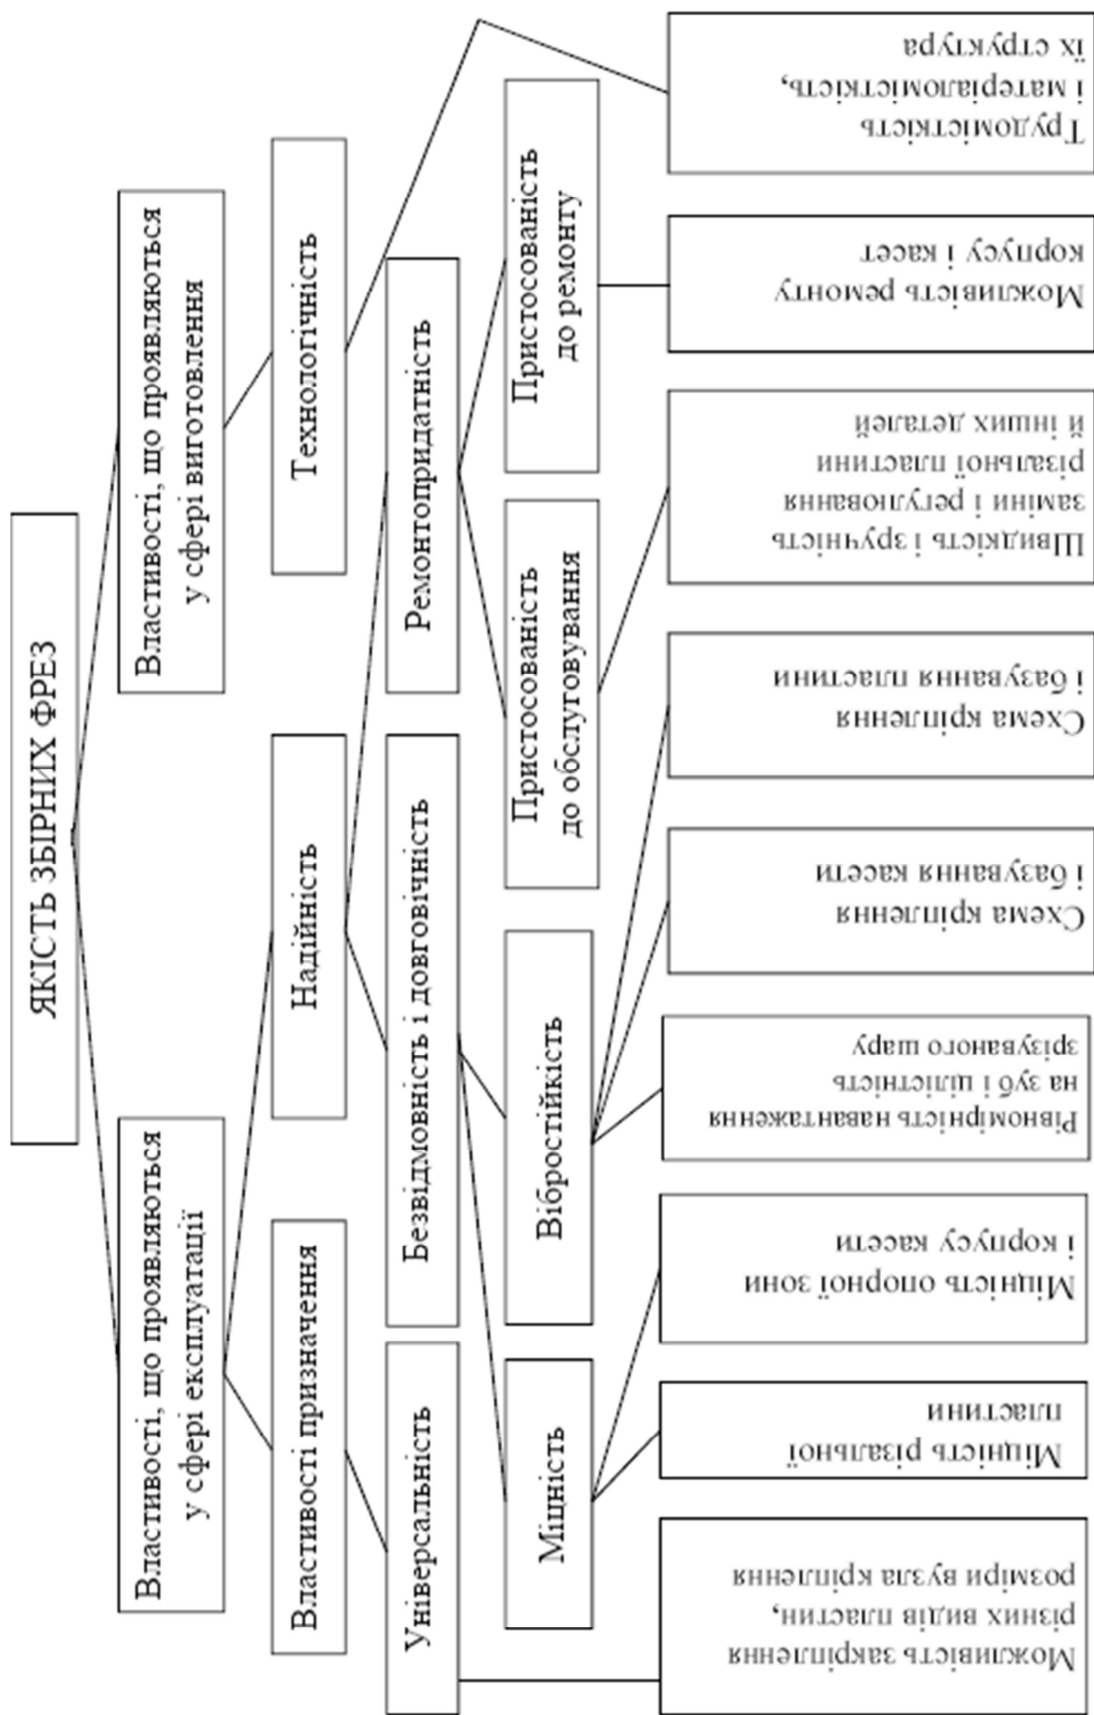 ЯКІСТЬ ЗБІРНИХ ФРЕЗ
Властивості, що проявляються
у сфері експлуатації
Властивості, що проявляються
у сфері виготовлення
Властивості призначення
Надійність
Технологічність
Універсальність
Безвідмовність і довговічність
Ремонтопридатність
Міцність
Вібростійкість
Пристосованість
до обслуговування
Пристосованість
до ремонту
Можливість закріплення
різних видів пластин,
розміри вузла кріплення
Міцність різальної
пластини
Міцність опорної зони
і корпусу касети
Рівномірність навантаження
на зуб і цілістність
зрізуваного шару
Схема кріплення
і базування касети
Схема кріплення
і базування пластини
Швидкість і зручність
заміни і регулювання
різальної пластини
й інших деталей
Можливість ремонту
корпусу і касет
Трудомісткість
і матеріаломісткість,
їх структура